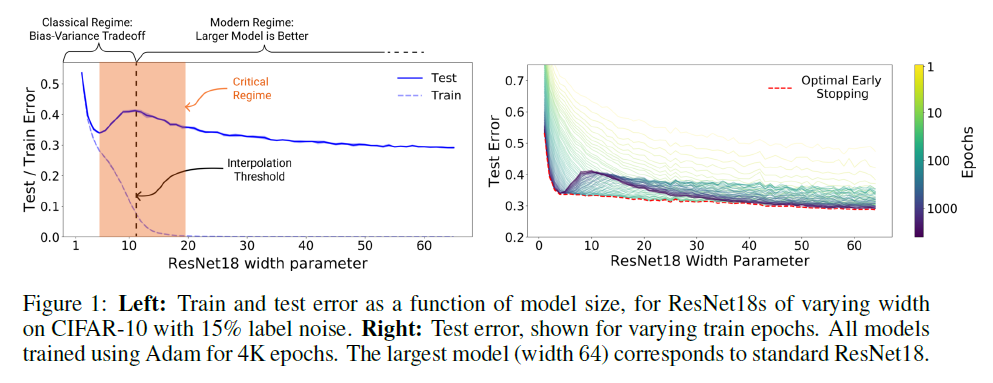 Classical Regime:
Bias-Variance Tradeoff
Modern Regime:
Larger Model is Better
Test / Train Error
0.5
0.4
0.3
0.2
0.1
0.0
Critical
Regime
Interpolation
Threshold
Test
Train
1
10
20
30
40
50
60
ResNet18 width parameter
Test Error
0.7
0.6
0.5
0.4
0.3
0.2
Optimal Early
Stopping
0
10
20
30
40
50
60
ResNet18 Width Parameter
1
10
100
1000
Epochs
Figure 1: Left: Train and test error as a function of model size, for ResNet18s of varying width
on CIFAR-10 with 15% label noise. Right: Test error, shown for varying train epochs. All models
trained using Adam for 4K epochs. The largest model (width 64) corresponds to standard ResNet18.